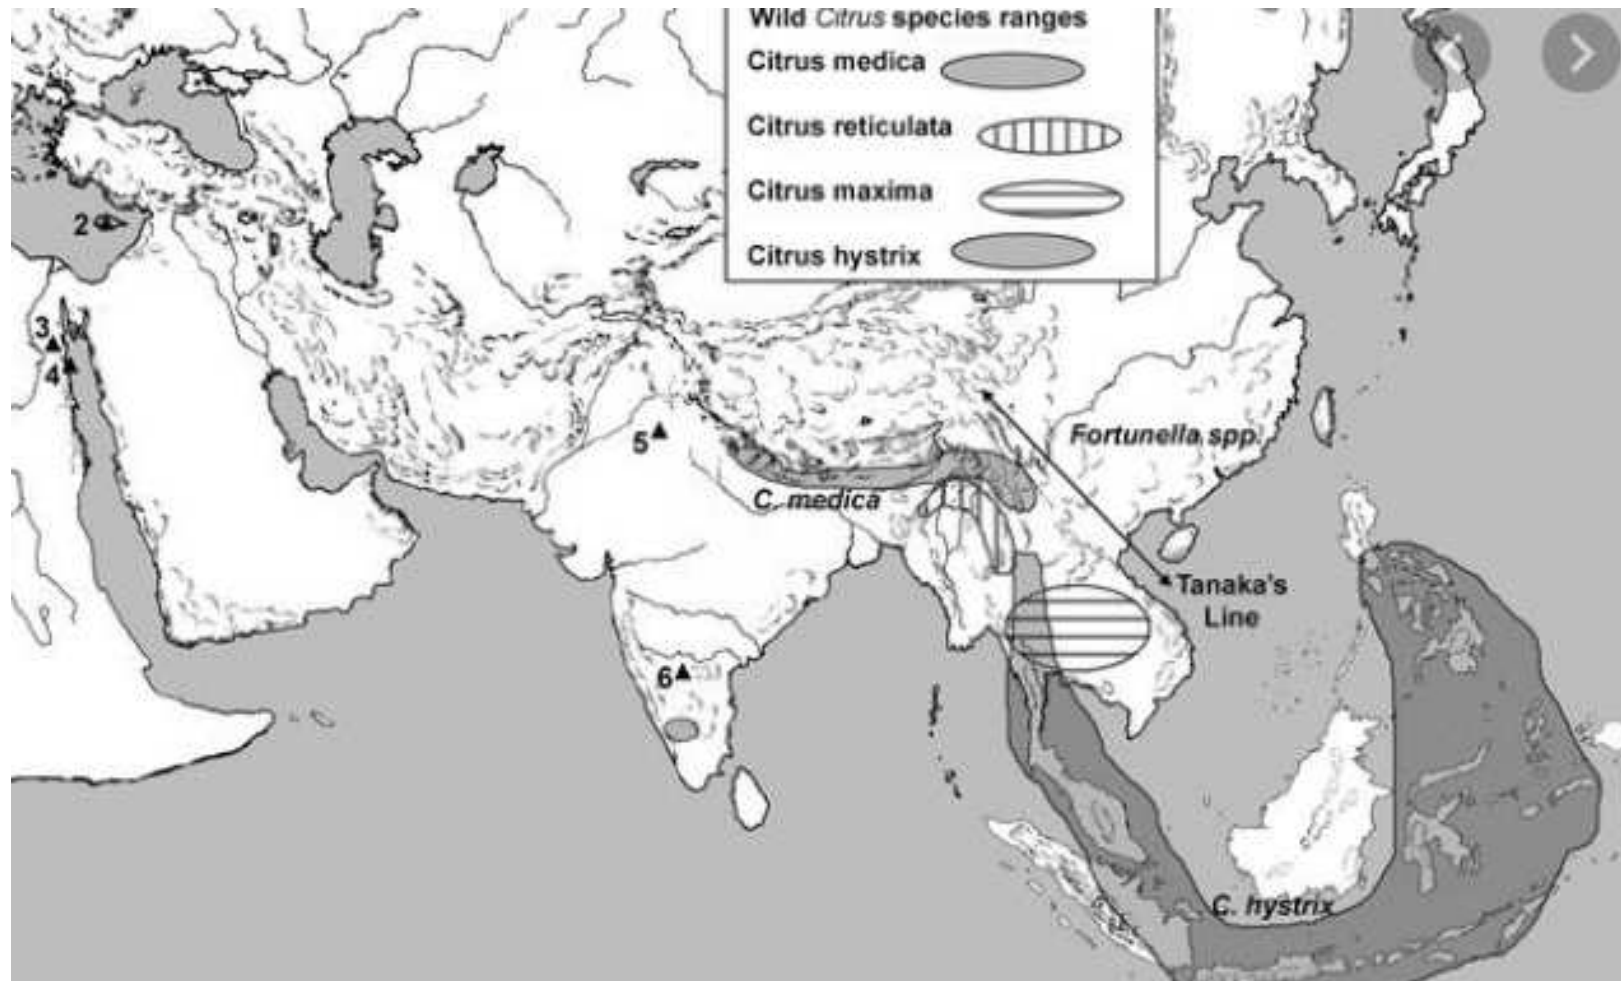 Wild Citrus species ranges
Citrus medica
Citrus reticulata
Citrus maxima
Citrus hystrix
2
3
4
5
Fortunella spp.
C. medica
Tanaka's
Line
6
C. hystrix